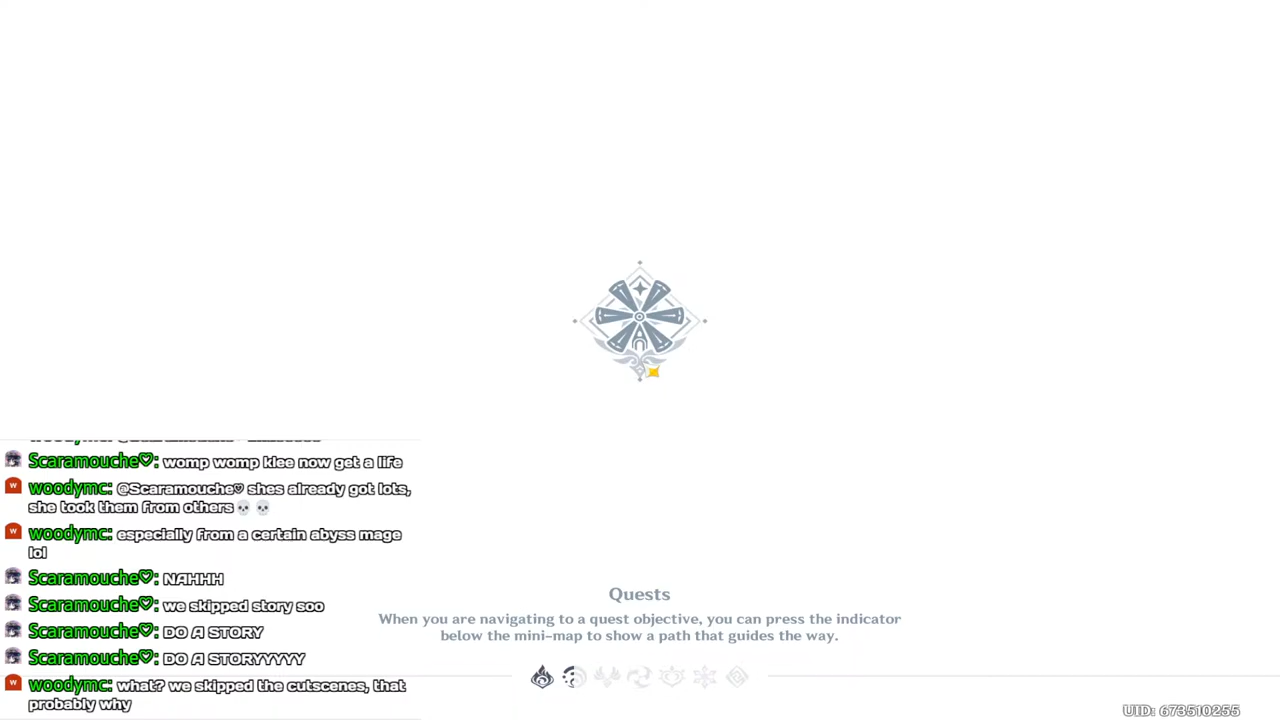 Scaramouche♡: womp womp klee now get a life
woodymc: @Scaramouche♡ shes already got lots,
she took them from others 💀 💀
woodymc: especially from a certain abyss mage
lol
Scaramouche♡: NAHHH
Scaramouche♡: we skipped story soo
Scaramouche♡: DO A STORY
Scaramouche♡: DO A STORYYYYY
woodymc: what? we skipped the cutscenes, that
probably why
Quests
When you are navigating to a quest objective, you can press the indicator
below the mini-map to show a path that guides the way.
UID: 673510255